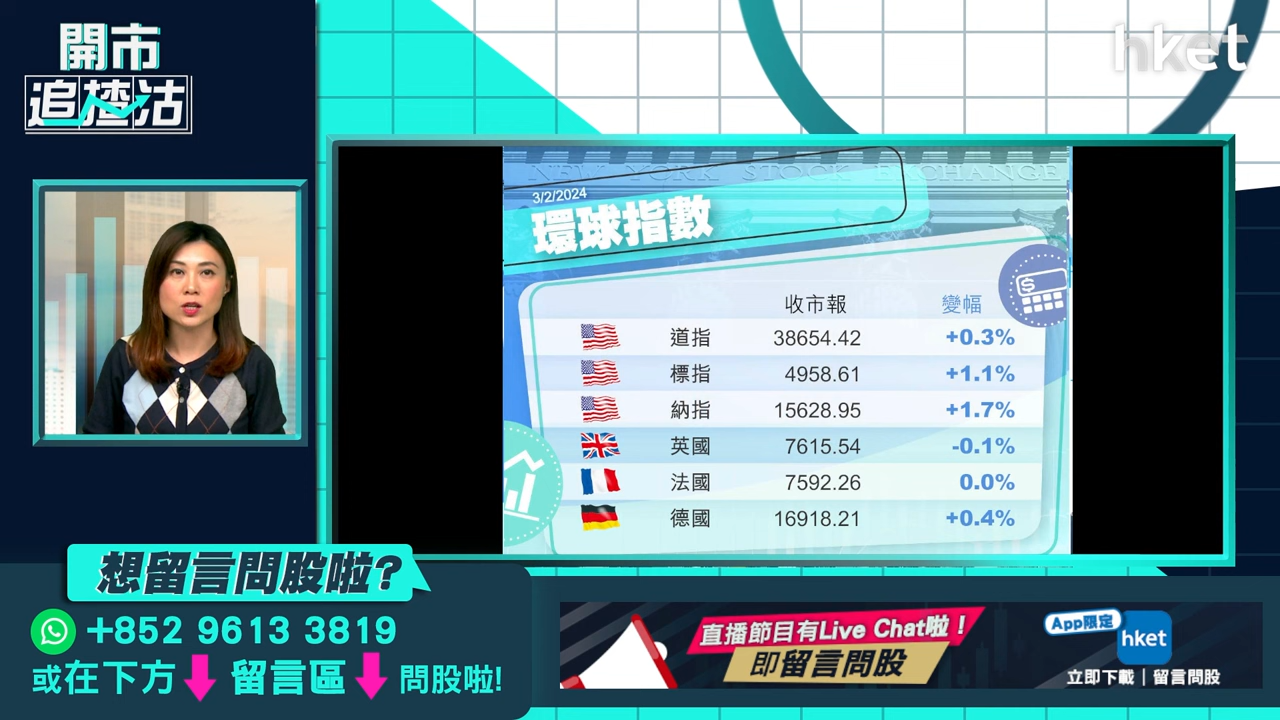 開市
追揸沽
hket
NEW YORK STOCK EXCHANGE
3/2/2024
環球指數
收市報 變幅
道指 38654.42 +0.3%
標指 4958.61 +1.1%
納指 15628.95 +1.7%
英國 7615.54 -0.1%
法國 7592.26 0.0%
德國 16918.21 +0.4%
$
想留言問股啦?
+852 9613 3819
或在下方 留言區 問股啦!
直播節目有Live Chat啦!
即留言問股
App限定
hket
立即下載｜留言問股